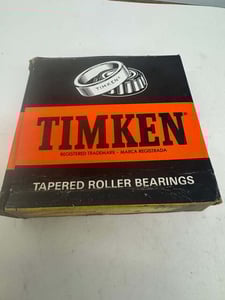 TIMKEN
TIMKEN®
REGISTERED TRADEMARK - MARCA REGISTRADA
TAPERED ROLLER BEARINGS